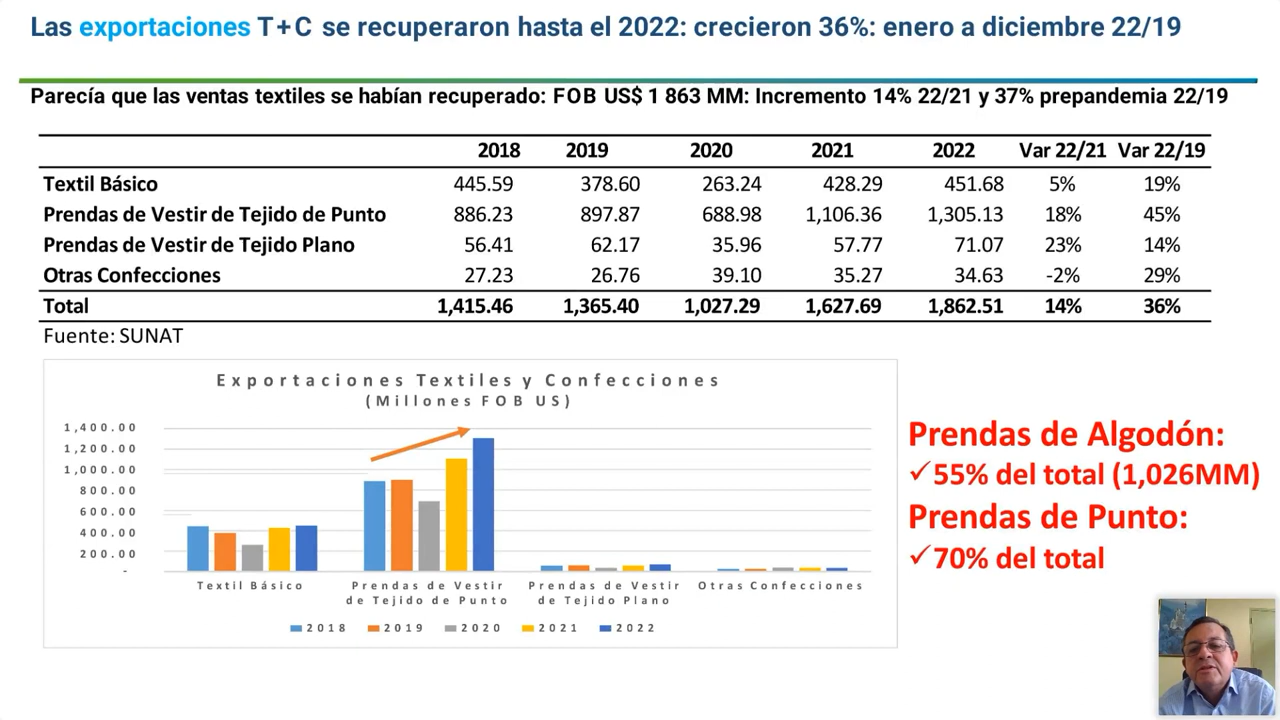 Las exportaciones T+C se recuperaron hasta el 2022: crecieron 36%: enero a diciembre 22/19
Parecía que las ventas textiles se habían recuperado: FOB US$ 1 863 MM: Incremento 14% 22/21 y 37% prepandemia 22/19
2018 2019 2020 2021 2022 Var 22/21 Var 22/19
Textil Básico 445.59 378.60 263.24 428.29 451.68 5% 19%
Prendas de Vestir de Tejido de Punto 886.23 897.87 688.98 1,106.36 1,305.13 18% 45%
Prendas de Vestir de Tejido Plano 56.41 62.17 35.96 57.77 71.07 23% 14%
Otras Confecciones 27.23 26.76 39.10 35.27 34.63 -2% 29%
Total 1,415.46 1,365.40 1,027.29 1,627.69 1,862.51 14% 36%
Fuente: SUNAT
Exportaciones Textiles y Confecciones
(Millones FOB US)
1,400.00
1,200.00
1,000.00
800.00
600.00
400.00
200.00
-
Textil Básico Prendas de Vestir Prendas de Vestir Otras Confecciones
de Tejido de Punto de Tejido Plano
2018 2019 2020 2021 2022
Prendas de Algodón:
✓55% del total (1,026MM)
Prendas de Punto:
✓70% del total